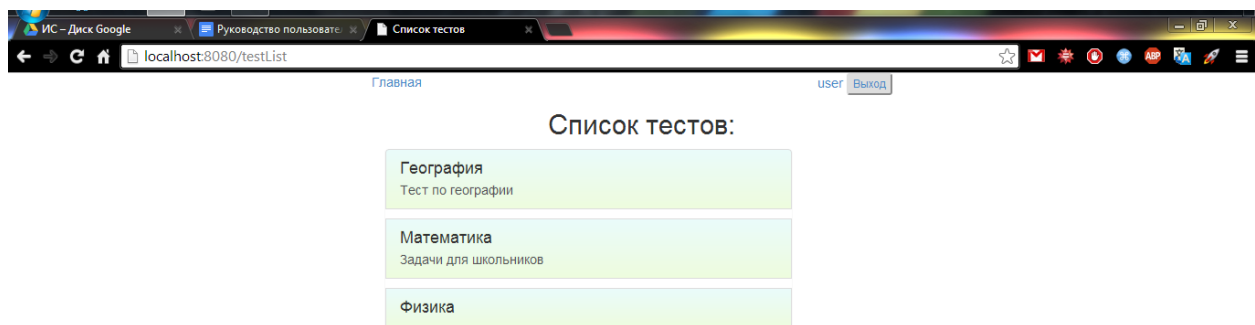 ИС – Диск Google
Руководство пользовате
Список тестов
localhost:8080/testList
ABP
Главная
user Выход
Список тестов:
География
Тест по географии
Математика
Задачи для школьников
Физика